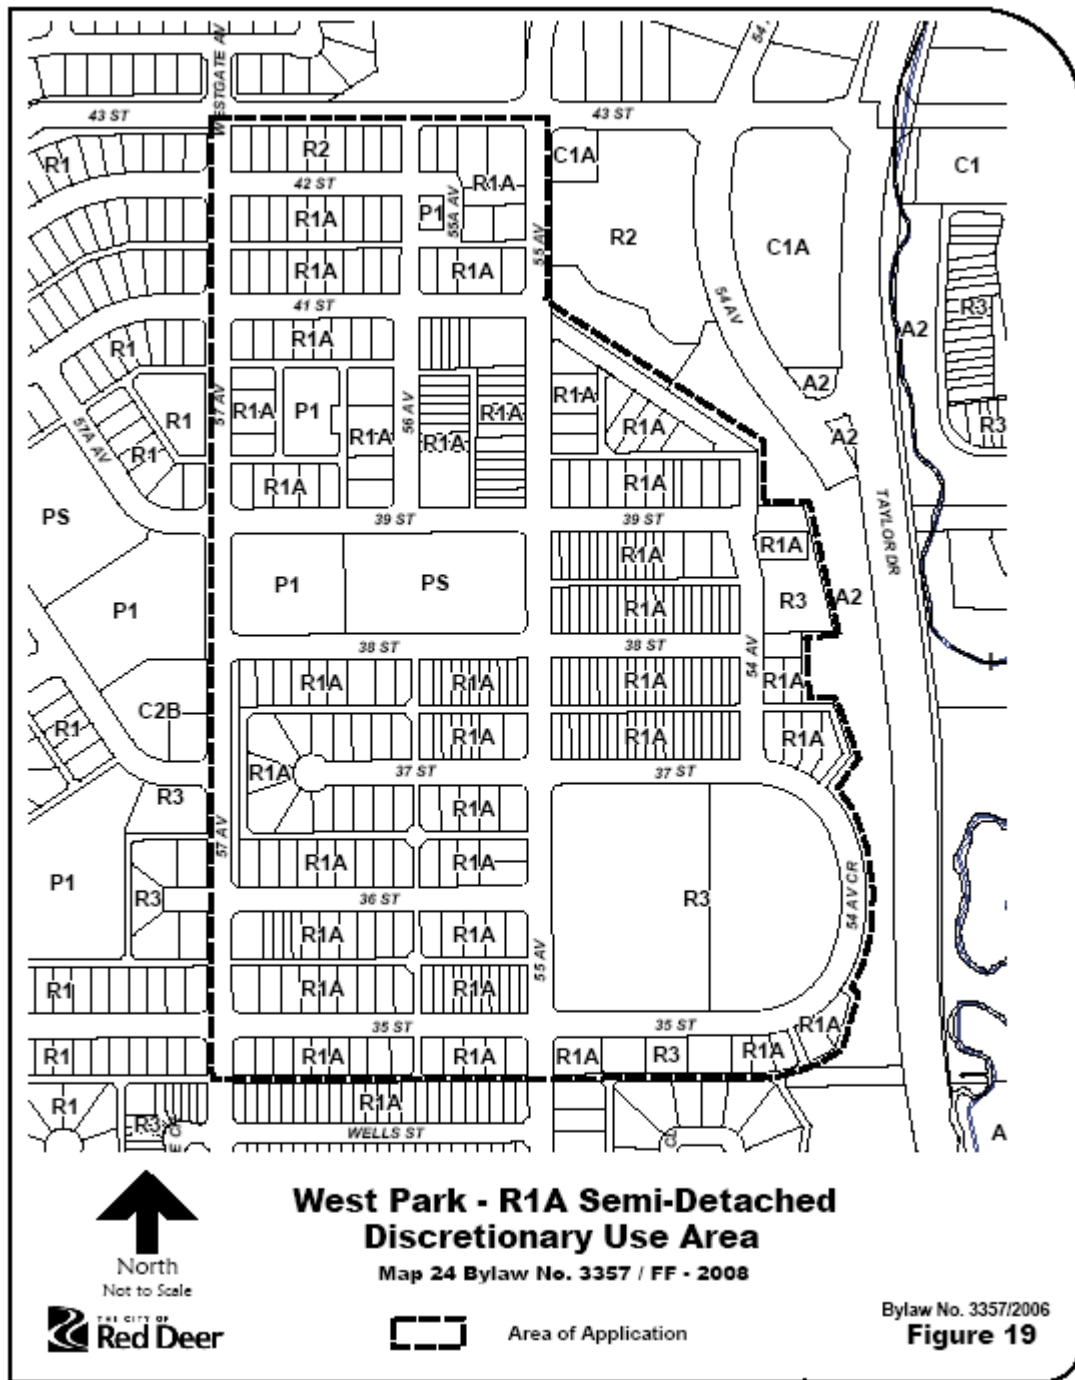 54
WESTGATE AV
43 ST
43 ST
R1
R2
C1A
C1
42 ST
R1A
R1A
P1
55A AV
55 AV
R2
C1A
R1A
R1A
41 ST
54 AV
A2
R3
R1
R1A
A2
R1
57 AV
R1A
P1
56 AV
R1A
R1A
R1A
R1A
R1A
R3
57A AV
R1
A2
R1A
R1A
PS
39 ST
39 ST
TAYLOR DR
R1A
R1A
P1
PS
P1
R1A
R3
A2
38 ST
38 ST
54 AV
R1A
R1A
R1A
R1A
C2B
R1
R1A
R1A
R1A
R1A
37 ST
37 ST
R3
R1A
57 AV
R1A
R1A
P1
R3
36 ST
R3
54 AV CR
R1A
R1A
55 AV
R1
R1A
R1A
35 ST
35 ST
R1A
R1
R1A
R1A
R1A
R3
R1A
R1
R1A
R3
WELLS ST
E CL
CL
A
North
Not to Scale
West Park - R1A Semi-Detached
Discretionary Use Area
Map 24 Bylaw No. 3357 / FF - 2008
THE CITY OF
Red Deer
Area of Application
Bylaw No. 3357/2006
Figure 19